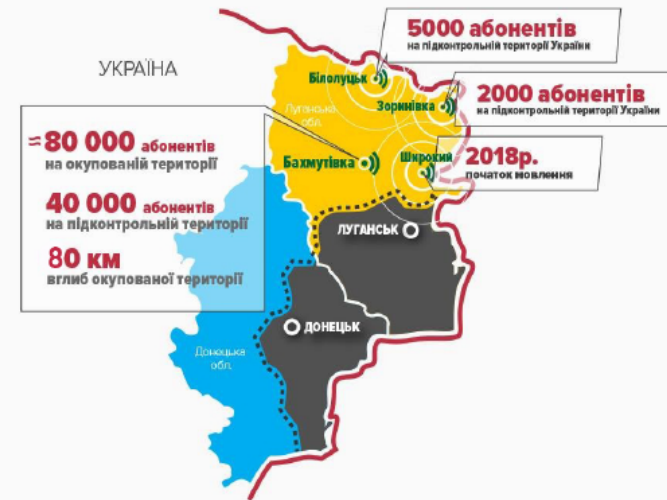 УКРАЇНА
5000 абонентів
на підконтрольній території України
Білолуцьк
Луганська
обл.
Зоринівка
2000 абонентів
на підконтрольній території України
≈80 000 абонентів
на окупованій території
Бахмутівка
Широкий
2018р.
початок мовлення
40 000 абонентів
на підконтрольній території
80 км
вглиб окупованої території
ЛУГАНСЬК
ДОНЕЦЬК
Донецька
обл.